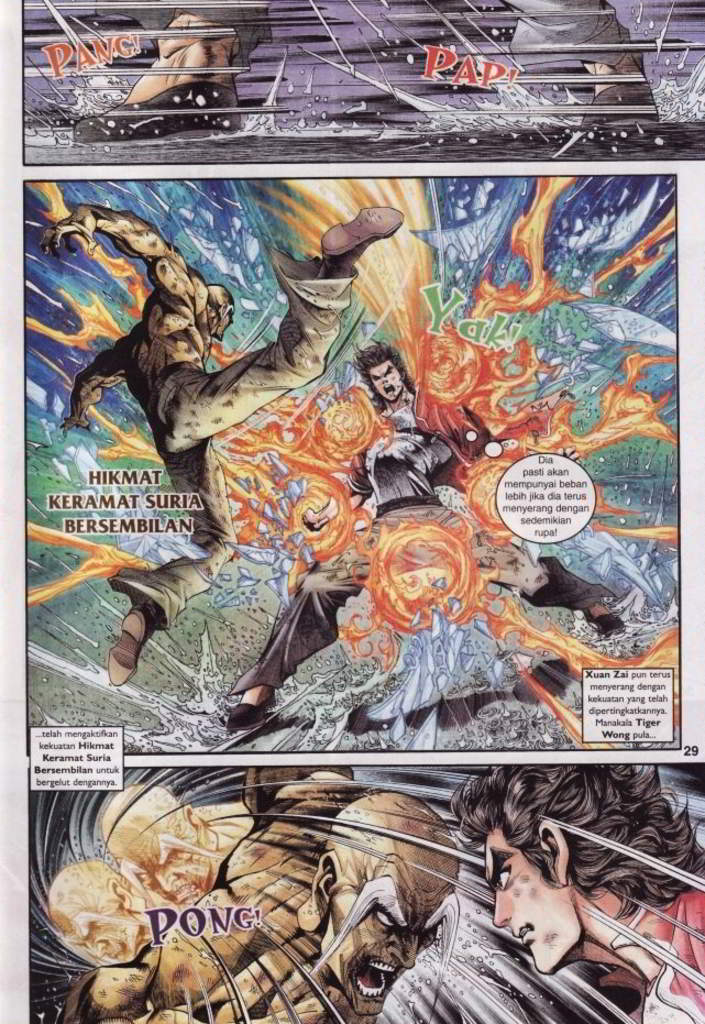 PANG!
PAP!
Yaki
HIKMAT
KERAMAT SURIA
BERSEMBILAN
Dia
pasti akan
mempunyai beban
lebih jika dia terus
menyerang dengan
sedemikian
rupa!
Xuan Zai pun terus
menyerang dengan
kekuatan yang telah
dipertingkatkannya.
Manakala Tiger
Wong pula...
29
...telah mengaktifkan
kekuatan Hikmat
Keramat Suria
Bersembilan untuk
bergelut dengannya.
PONG!